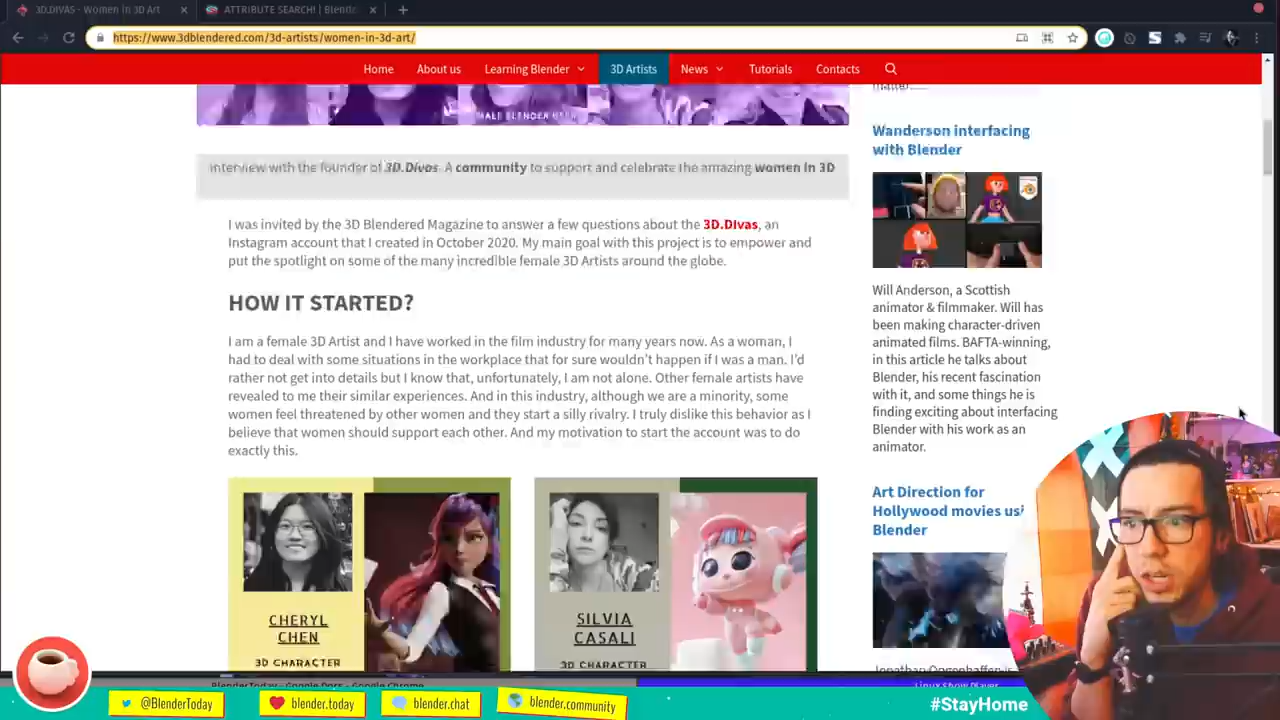 3D.DIVAS - Women in 3D Art
ATTRIBUTE SEARCH! | Blende
https://www.3dblendered.com/3d-artists/women-in-3d-art/
Home
About us
Learning Blender
3D Artists
News
Tutorials
Contacts
matter......
Interview with the founder of 3D.Divas. A community to support and celebrate the amazing women in 3D
I was invited by the 3D Blendered Magazine to answer a few questions about the 3D.Divas, an
Instagram account that I created in October 2020. My main goal with this project is to empower and
put the spotlight on some of the many incredible female 3D Artists around the globe.
HOW IT STARTED?
I am a female 3D Artist and I have worked in the film industry for many years now. As a woman, I
had to deal with some situations in the workplace that for sure wouldn't happen if I was a man. I'd
rather not get into details but I know that, unfortunately, I am not alone. Other female artists have
revealed to me their similar experiences. And in this industry, although we are a minority, some
women feel threatened by other women and they start a silly rivalry. I truly dislike this behavior as I
believe that women should support each other. And my motivation to start the account was to do
exactly this.
CHERYL
CHEN
3D CHARACTER
SILVIA
CASALI
3D CHARACTER
Wanderson interfacing
with Blender
Will Anderson, a Scottish
animator & filmmaker. Will has
been making character-driven
animated films. BAFTA-winning,
in this article he talks about
Blender, his recent fascination
with it, and some things he is
finding exciting about interfacing
Blender with his work as an
animator.
Art Direction for
Hollywood movies usi
Blender
BlenderToday - Google Docs - Google Chrome
Linux Show Player
@BlenderToday
blender.today
blender.chat
blender.community
#StayHome